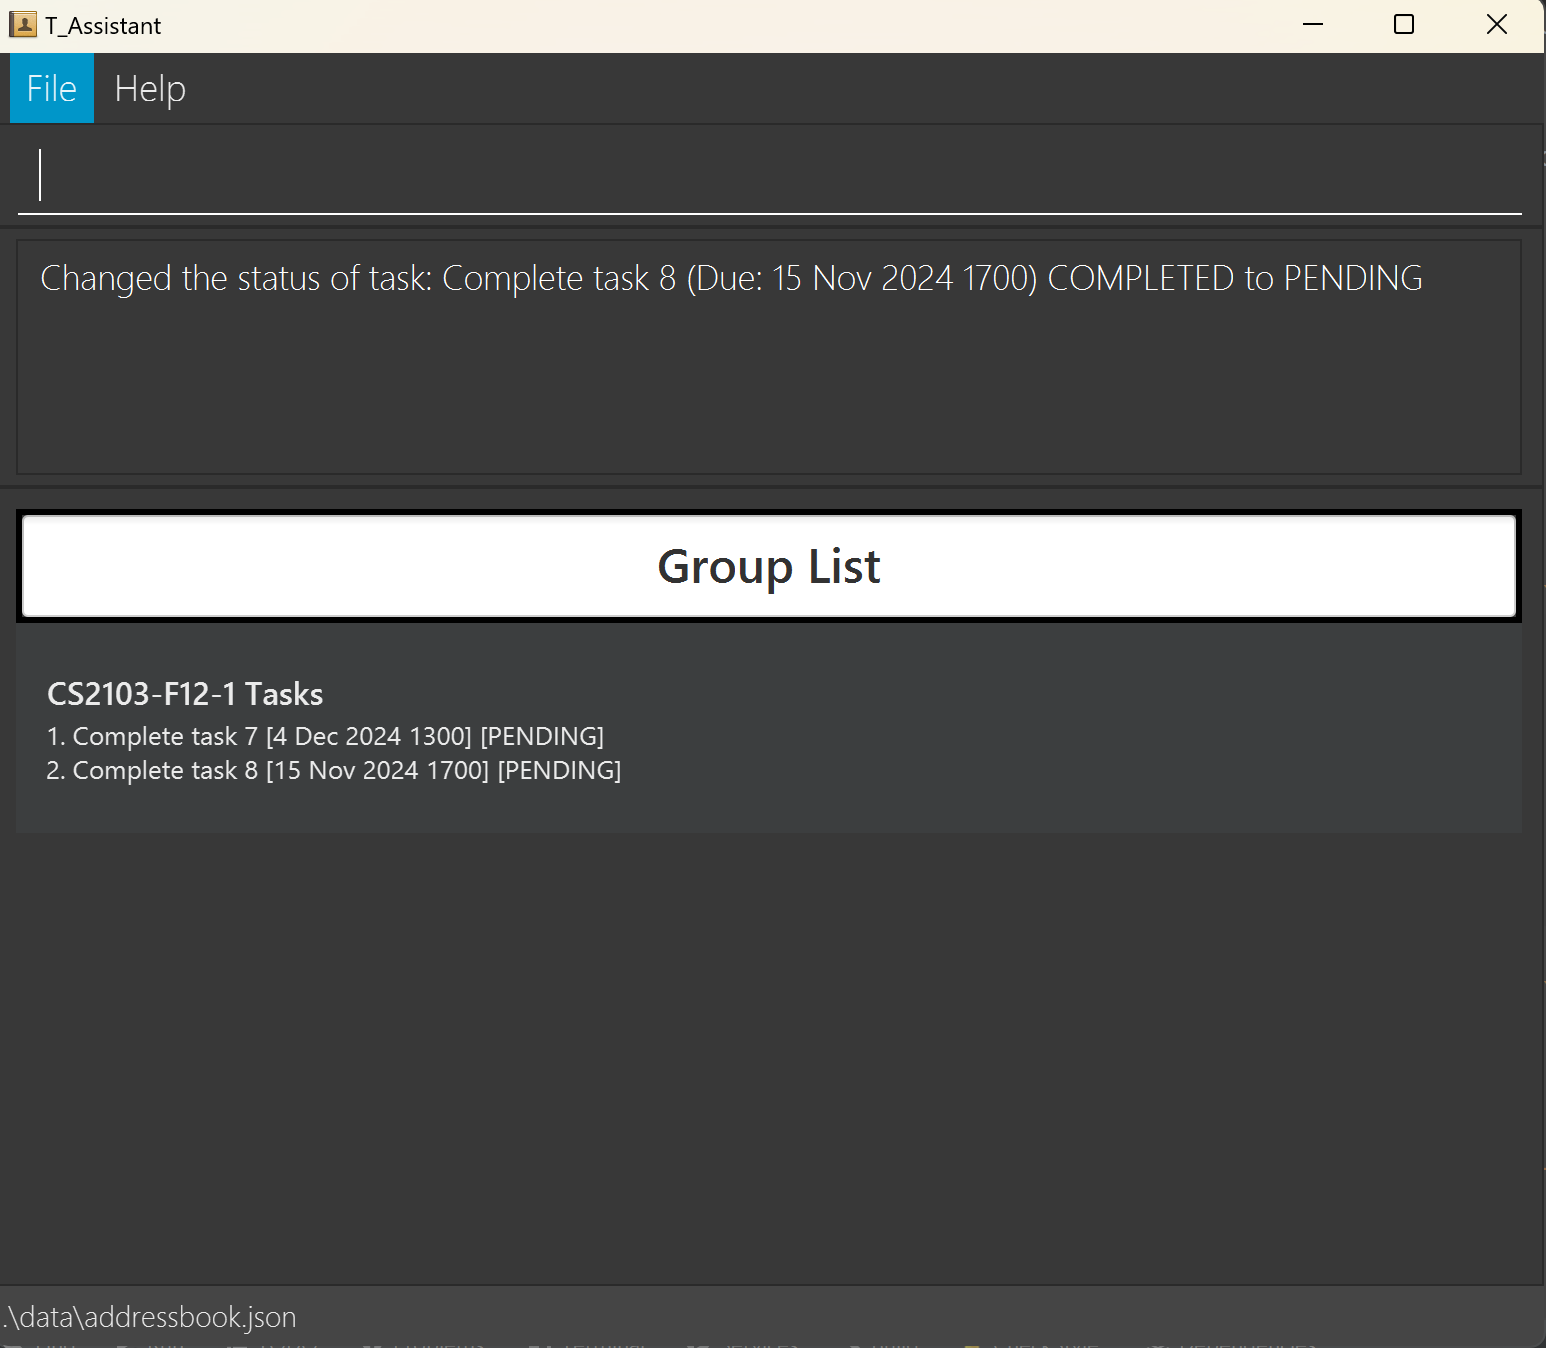 T_Assistant
File Help
Changed the status of task: Complete task 8 (Due: 15 Nov 2024 1700) COMPLETED to PENDING
Group List
CS2103-F12-1 Tasks
1. Complete task 7 [4 Dec 2024 1300] [PENDING]
2. Complete task 8 [15 Nov 2024 1700] [PENDING]
.\data\addressbook.json